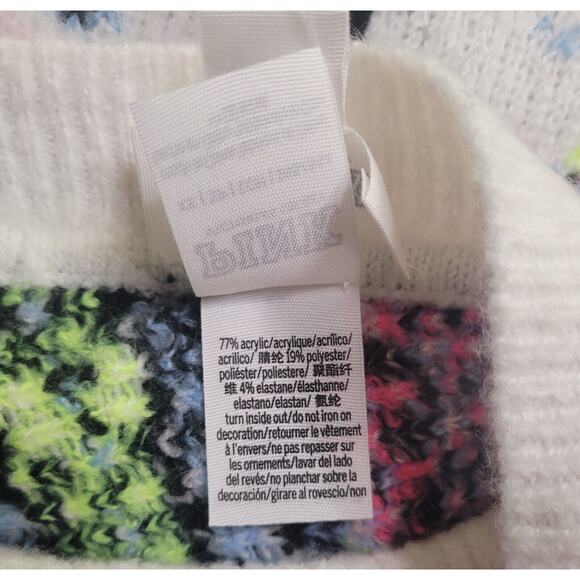 PINK
77% acrylic/acrylique/acrílico/
acrilico/ 腈纶 19% polyester/
poliéster/poliestere/ 聚酯纤
维 4% elastane/élasthanne/
elastano/elastan/ 氨纶
turn inside out/do not iron on
decoration/retourner le vêtement
à l'envers/ne pas repasser sur
les ornements/lavar del lado
del revés/no planchar sobre la
decoración/girare al rovescio/non